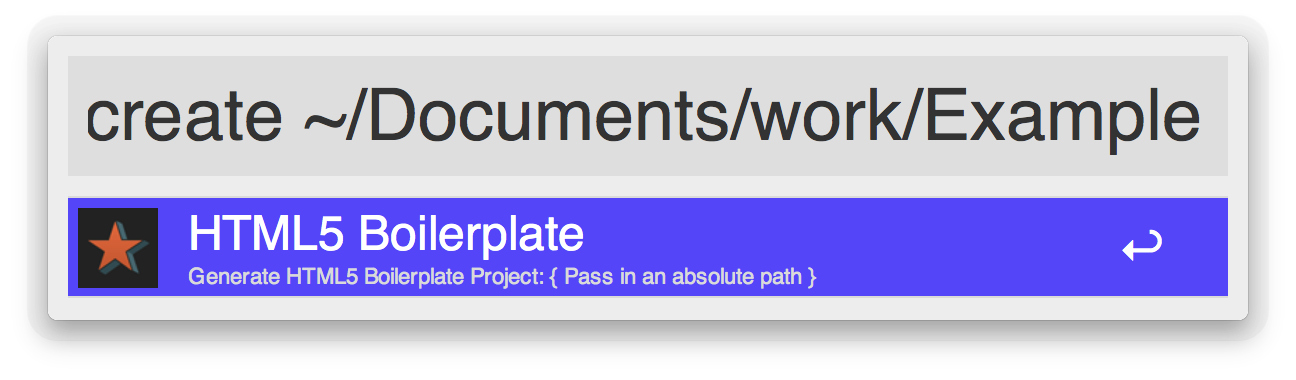 create ~/Documents/work/Example
HTML5 Boilerplate
Generate HTML5 Boilerplate Project: { Pass in an absolute path }